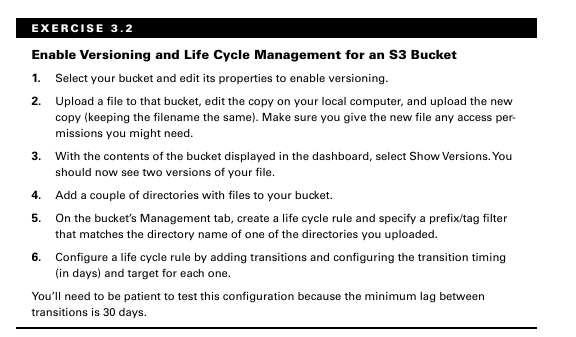 EXERCISE 3.2
Enable Versioning and Life Cycle Management for an S3 Bucket
1. Select your bucket and edit its properties to enable versioning.
2. Upload a file to that bucket, edit the copy on your local computer, and upload the new
copy (keeping the filename the same). Make sure you give the new file any access per-
missions you might need.
3. With the contents of the bucket displayed in the dashboard, select Show Versions. You
should now see two versions of your file.
4. Add a couple of directories with files to your bucket.
5. On the bucket's Management tab, create a life cycle rule and specify a prefix/tag filter
that matches the directory name of one of the directories you uploaded.
6. Configure a life cycle rule by adding transitions and configuring the transition timing
(in days) and target for each one.
You'll need to be patient to test this configuration because the minimum lag between
transitions is 30 days.